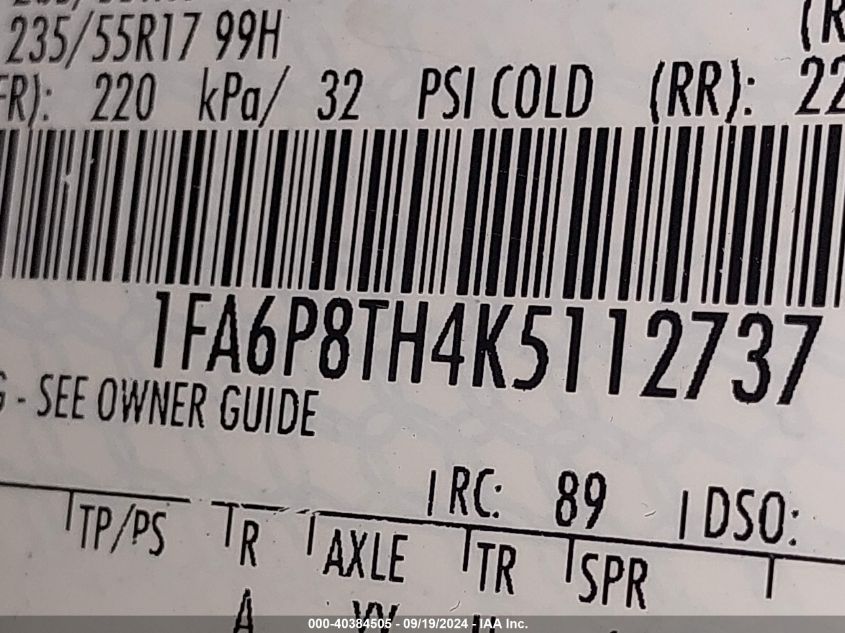 235/55R17 99H
FR): 220 kPa/ 32 PSI COLD (RR): 22
1FA6P8TH4K5112737
- SEE OWNER GUIDE
RC: 89 DSO:
TP/PS R AXLE TR SPR
000-40384505 - 09/19/2024 - IAA Inc.